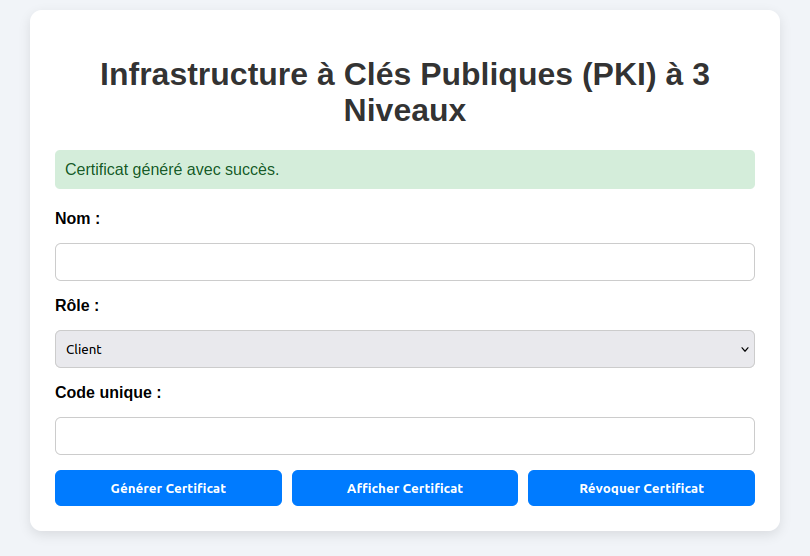 Infrastructure à Clés Publiques (PKI) à 3
Niveaux
Certificat généré avec succès.
Nom :
Rôle :
Client
Code unique :
Générer Certificat
Afficher Certificat
Révoquer Certificat